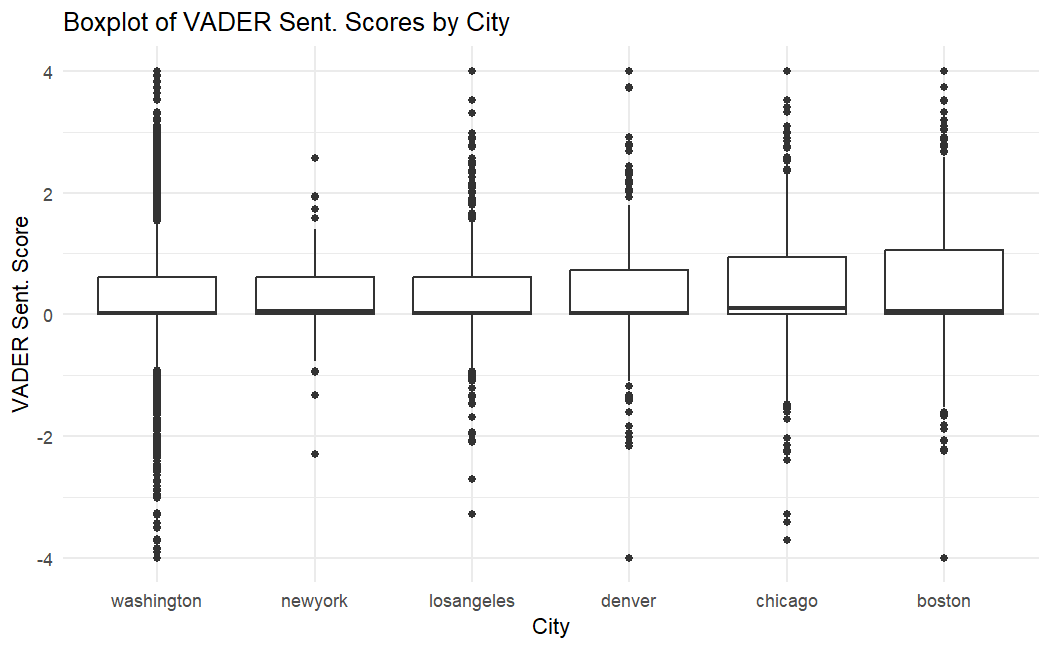 Boxplot of VADER Sent. Scores by City
VADER Sent. Score
4
2
0
-2
-4
washington newyork losangeles denver chicago boston
City